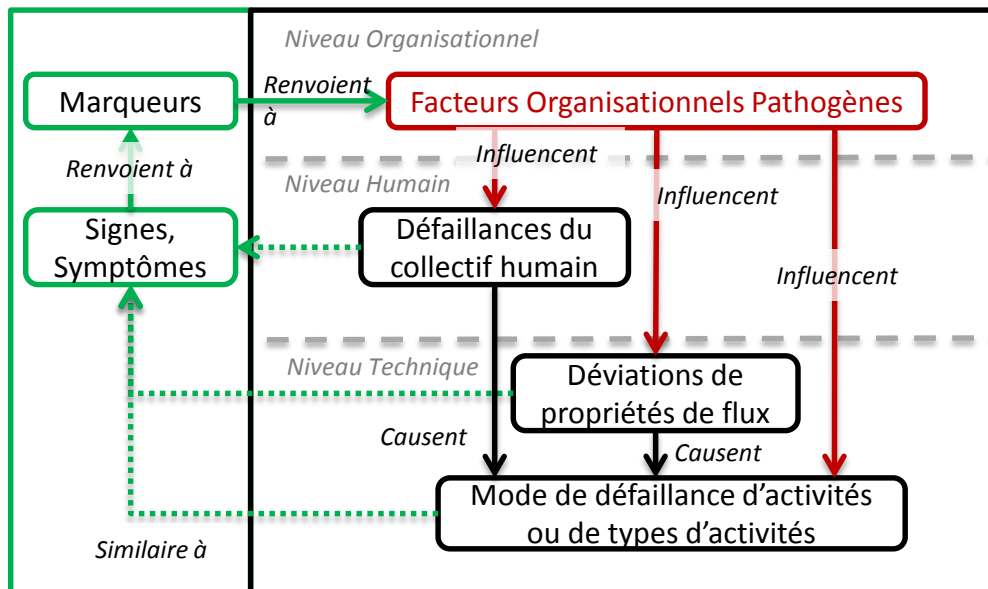 Niveau Organisationnel
Marqueurs
Renvoient
à
Facteurs Organisationnels Pathogènes
Renvoient à
Influencent
Niveau Humain
Influencent
Signes,
Symptômes
Défaillances du
collectif humain
Influencent
Niveau Technique
Déviations de
propriétés de flux
Causent
Causent
Mode de défaillance d’activités
ou de types d’activités
Similaire à